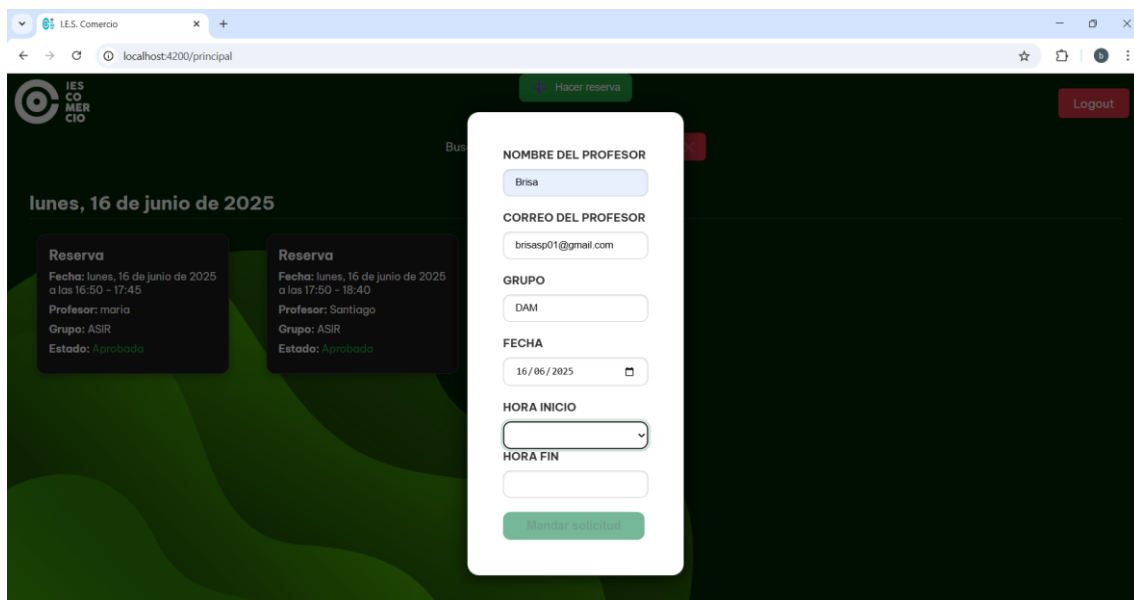 I.E.S. Comercio
localhost:4200/principal
b
IES
CO
MER
CIO
Hacer reserva
Logout
Bus
NOMBRE DEL PROFESOR
Brisa
CORREO DEL PROFESOR
brisasp01@gmail.com
GRUPO
DAM
FECHA
16/06/2025
HORA INICIO
HORA FIN
Mandar solicitud
lunes, 16 de junio de 2025
Reserva
Fecha: lunes, 16 de junio de 2025
a las 16:50 - 17:45
Profesor: maria
Grupo: ASIR
Estado: Aprobada
Reserva
Fecha: lunes, 16 de junio de 2025
a las 17:50 - 18:40
Profesor: Santiago
Grupo: ASIR
Estado: Aprobada